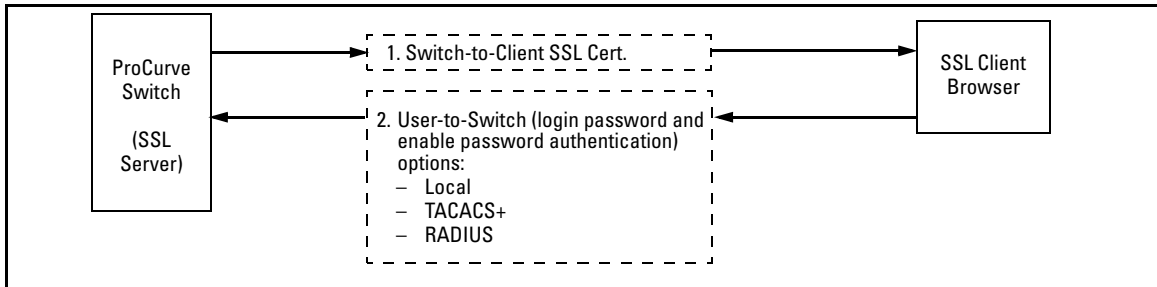 ProCurve
Switch
(SSL
Server)
1. Switch-to-Client SSL Cert.
2. User-to-Switch (login password and
enable password authentication)
options:
– Local
– TACACS+
– RADIUS
SSL Client
Browser